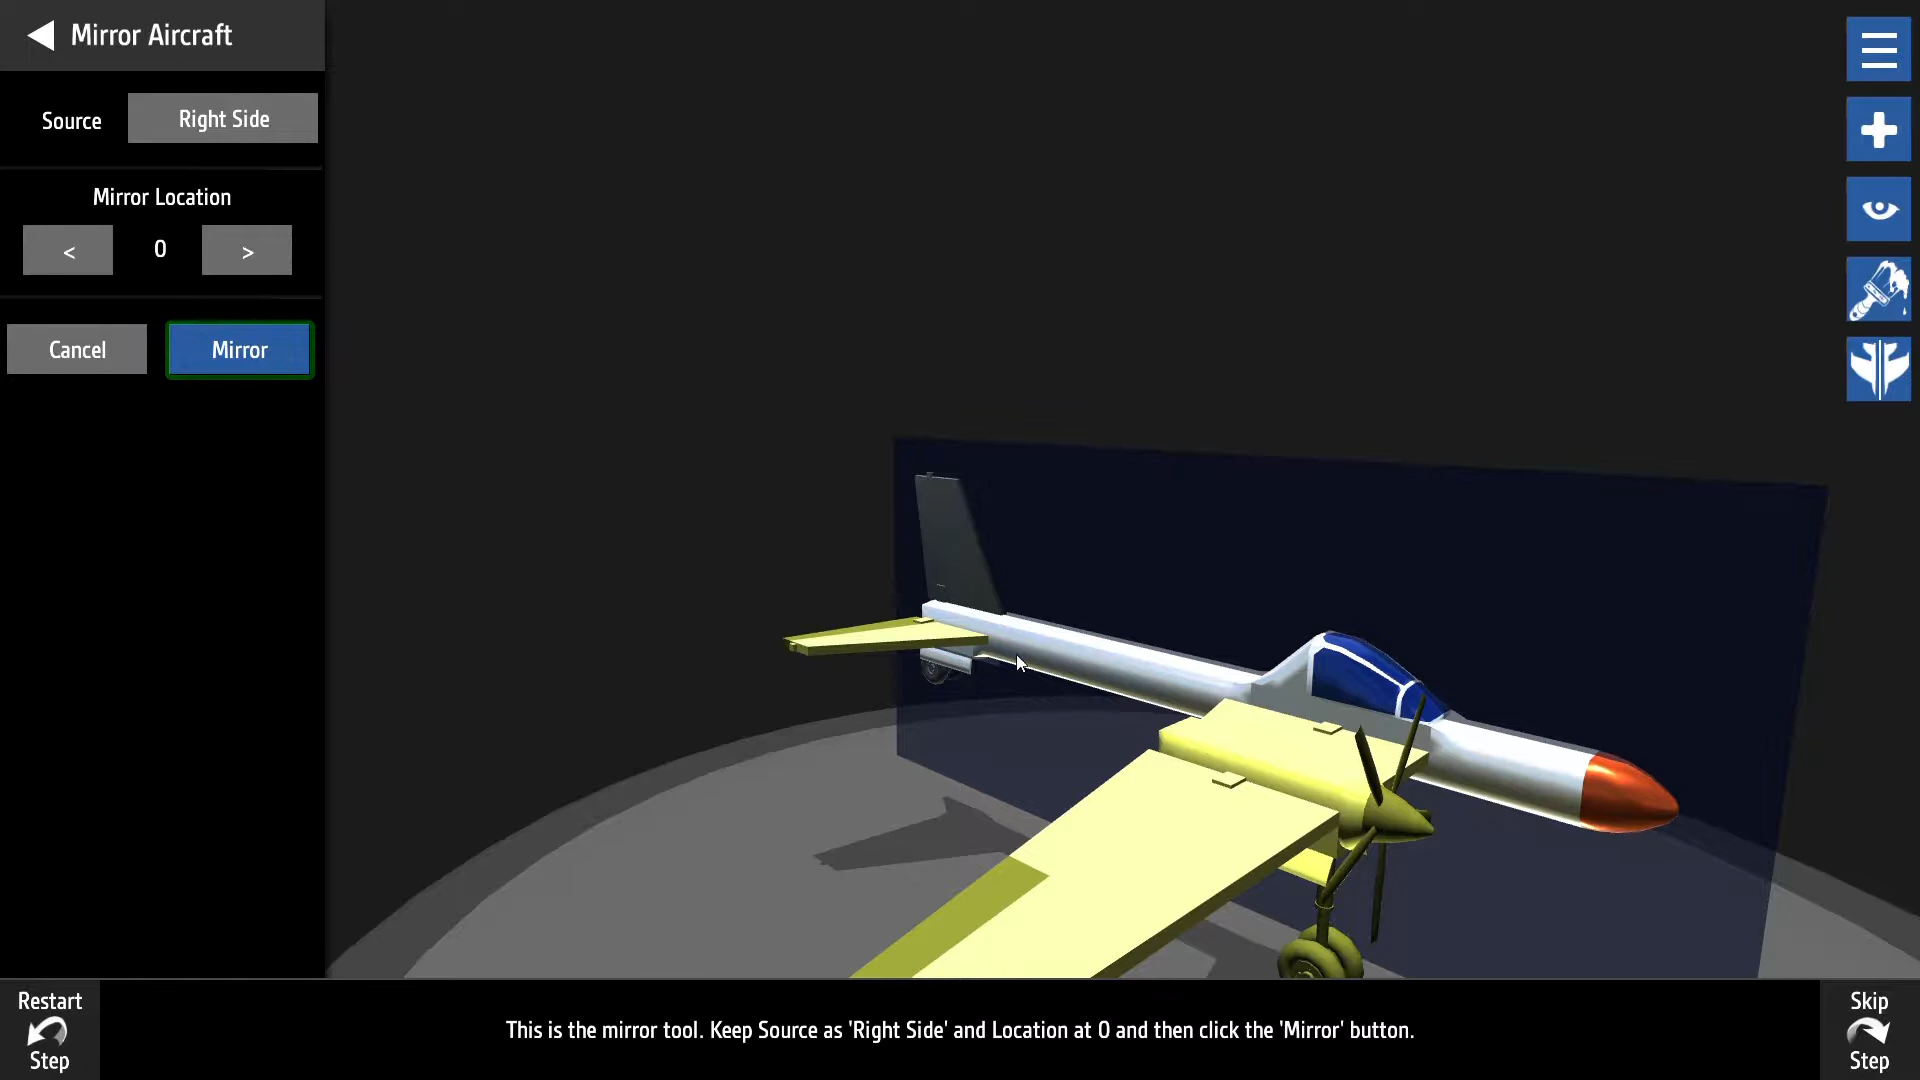 Mirror Aircraft
Source
Right Side
Mirror Location
<
0
>
Cancel
Mirror
Restart
Step
This is the mirror tool. Keep Source as 'Right Side' and Location at 0 and then click the 'Mirror' button.
Skip
Step